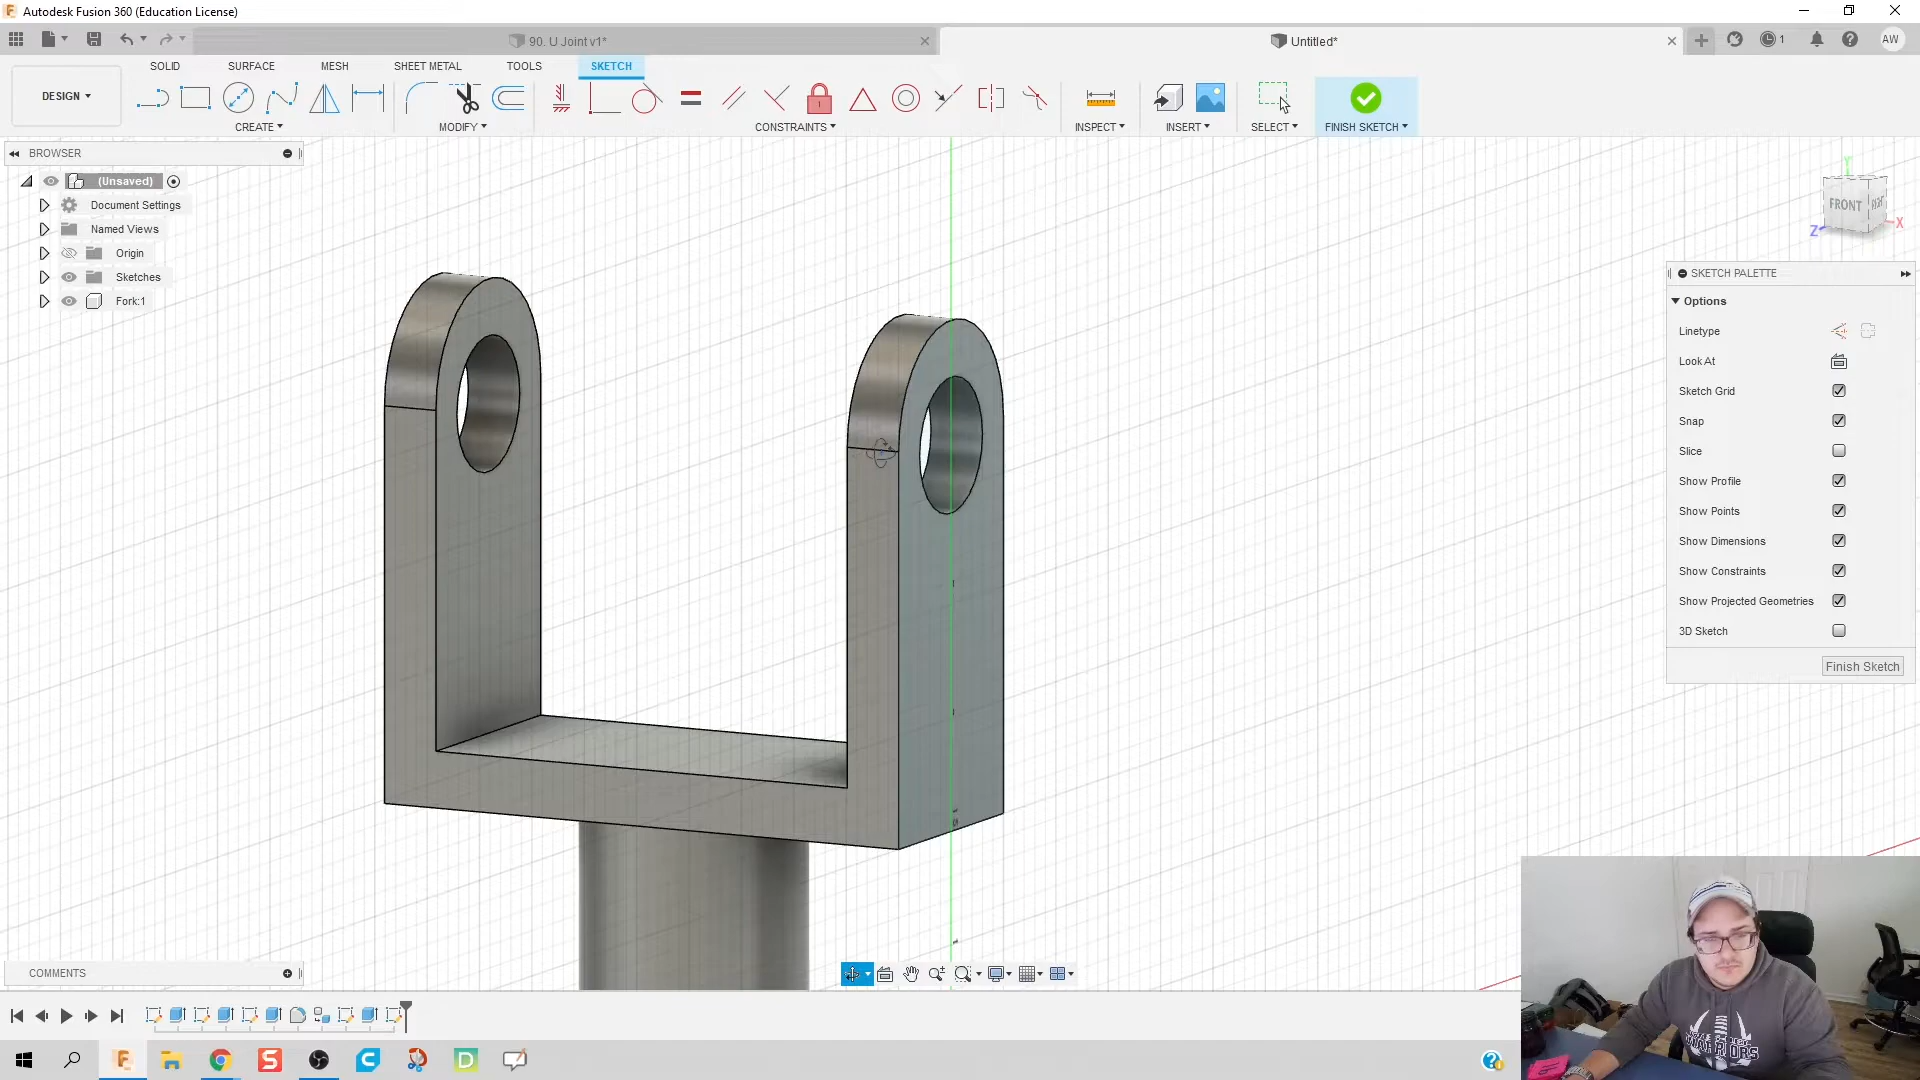 Autodesk Fusion 360 (Education License)
90. U Joint v1*
Untitled*
1
AW
DESIGN
SOLID
SURFACE
MESH
SHEET METAL
TOOLS
SKETCH
CREATE
MODIFY
CONSTRAINTS
INSPECT
INSERT
SELECT
FINISH SKETCH
BROWSER
(Unsaved)
Document Settings
Named Views
Origin
Sketches
Fork:1
Y
FRONT
RIGHT
X
Z
SKETCH PALETTE
Options
Linetype
Look At
Sketch Grid
Snap
Slice
Show Profile
Show Points
Show Dimensions
Show Constraints
Show Projected Geometries
3D Sketch
Finish Sketch
COMMENTS
WARRIORS